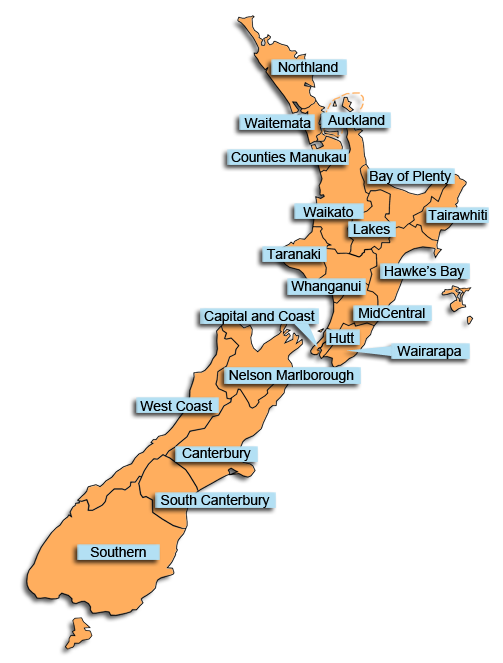 Northland
Waitemata
Auckland
Counties Manukau
Bay of Plenty
Waikato
Tairawhiti
Lakes
Taranaki
Hawke's Bay
Whanganui
MidCentral
Capital and Coast
Hutt
Wairarapa
Nelson Marlborough
West Coast
Canterbury
South Canterbury
Southern